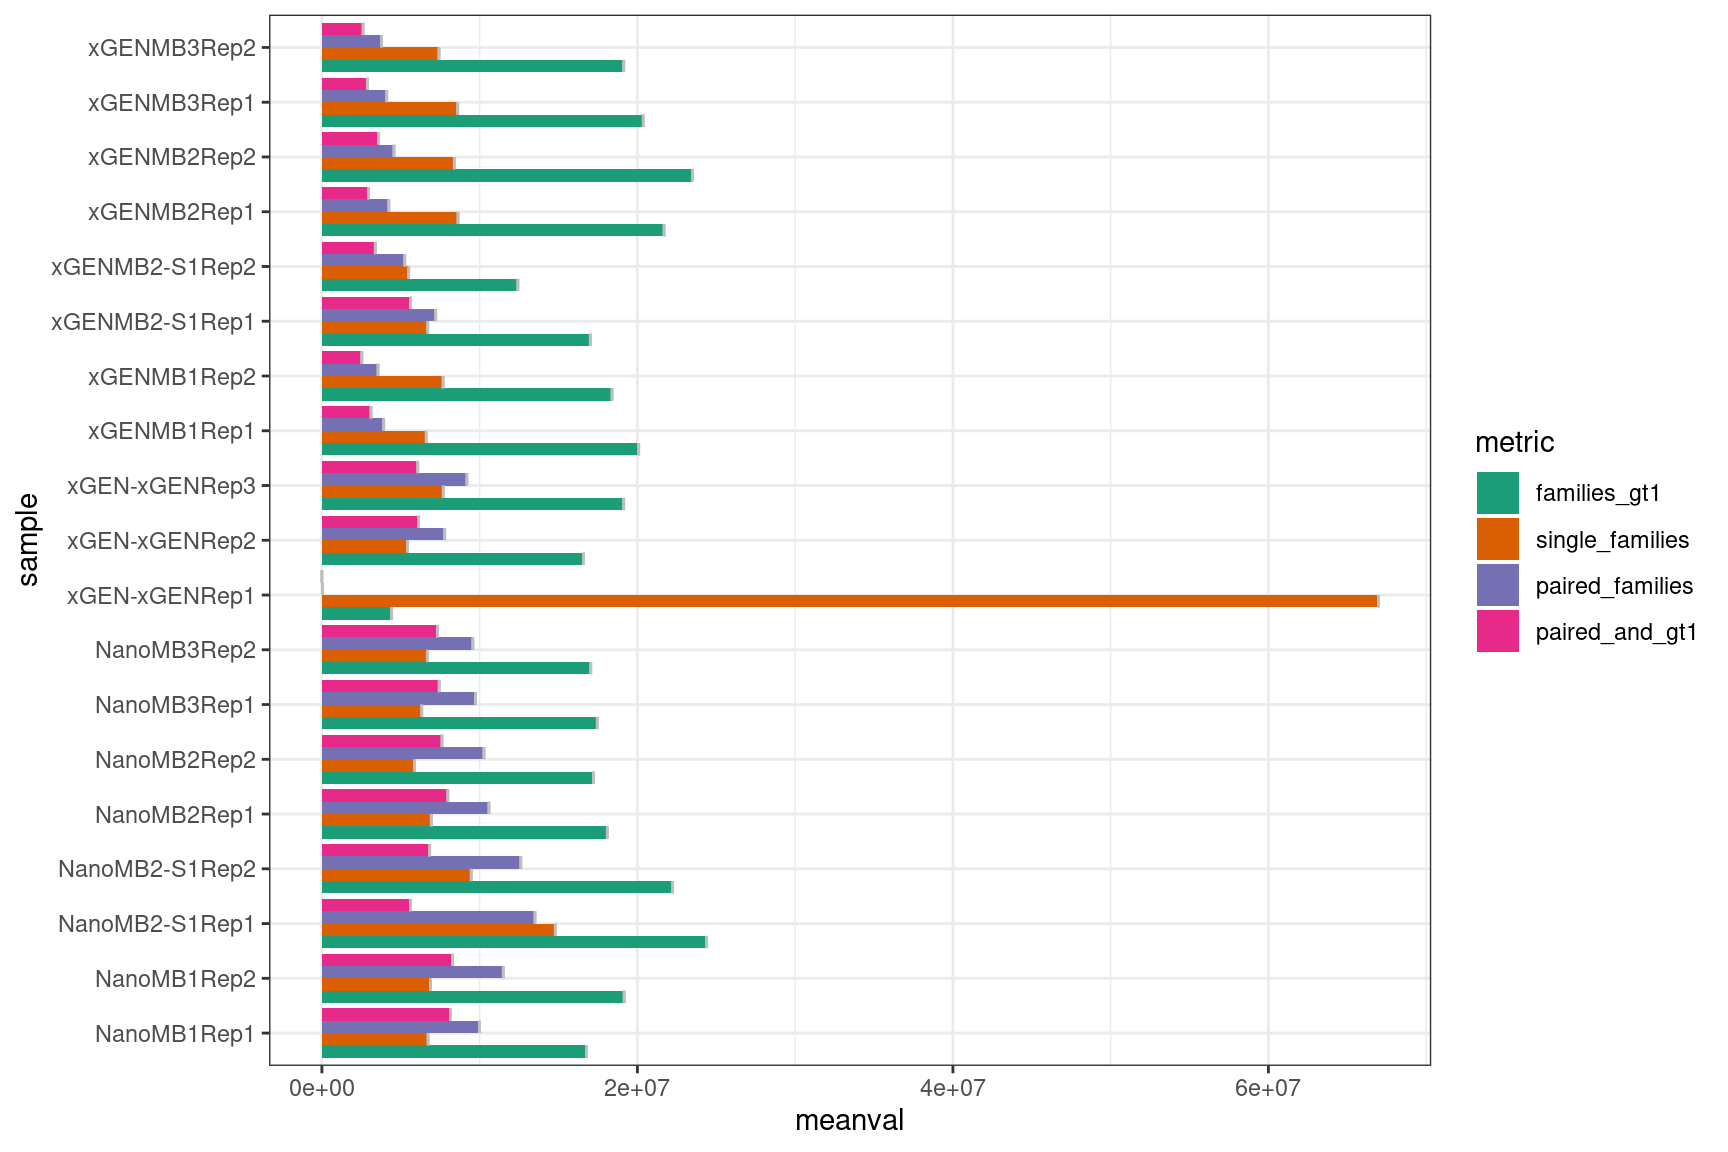 sample
xGENMB3Rep2
xGENMB3Rep1
xGENMB2Rep2
xGENMB2Rep1
xGENMB2-S1Rep2
xGENMB2-S1Rep1
xGENMB1Rep2
xGENMB1Rep1
xGEN-xGENRep3
xGEN-xGENRep2
xGEN-xGENRep1
NanoMB3Rep2
NanoMB3Rep1
NanoMB2Rep2
NanoMB2Rep1
NanoMB2-S1Rep2
NanoMB2-S1Rep1
NanoMB1Rep2
NanoMB1Rep1
0e+00 2e+07 4e+07 6e+07
meanval
metric
families_gt1
single_families
paired_families
paired_and_gt1